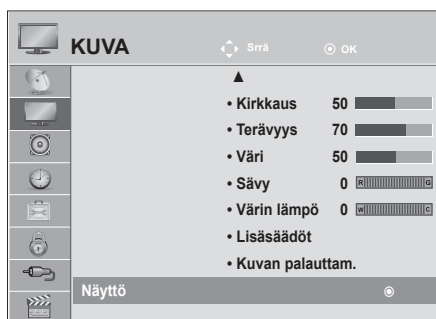 KUVA Srrä OK
• Kirkkaus 50
• Terävyys 70
• Väri 50
• Sävy 0 R G
• Värin lämpö 0 W C
• Lisäsäädöt
• Kuvan palauttam.
Näyttö